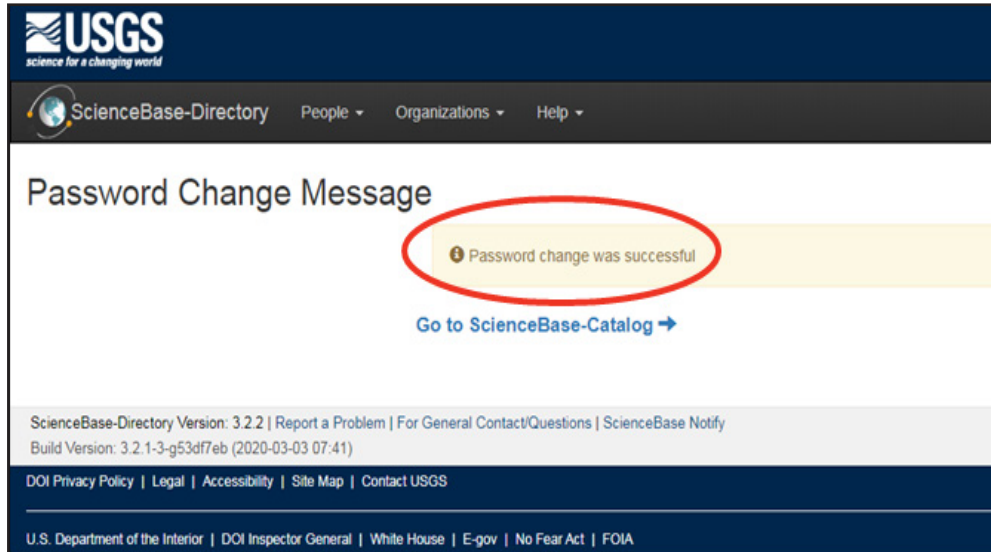 USGS
science for a changing world
ScienceBase-Directory People Organizations Help
Password Change Message
Password change was successful
Go to ScienceBase-Catalog ➔
ScienceBase-Directory Version: 3.2.2 | Report a Problem | For General Contact/Questions | ScienceBase Notify
Build Version: 3.2.1-3-g53df7eb (2020-03-03 07:41)
DOI Privacy Policy | Legal | Accessibility | Site Map | Contact USGS
U.S. Department of the Interior | DOI Inspector General | White House | E-gov | No Fear Act | FOIA